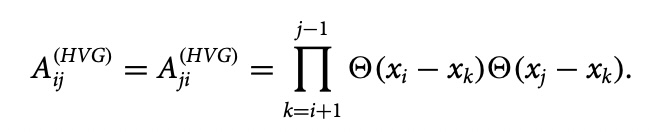 A_{ij}^{(HVG)} = A_{ji}^{(HVG)} = \prod_{k=i+1}^{j-1} \Theta(x_i - x_k)\Theta(x_j - x_k).